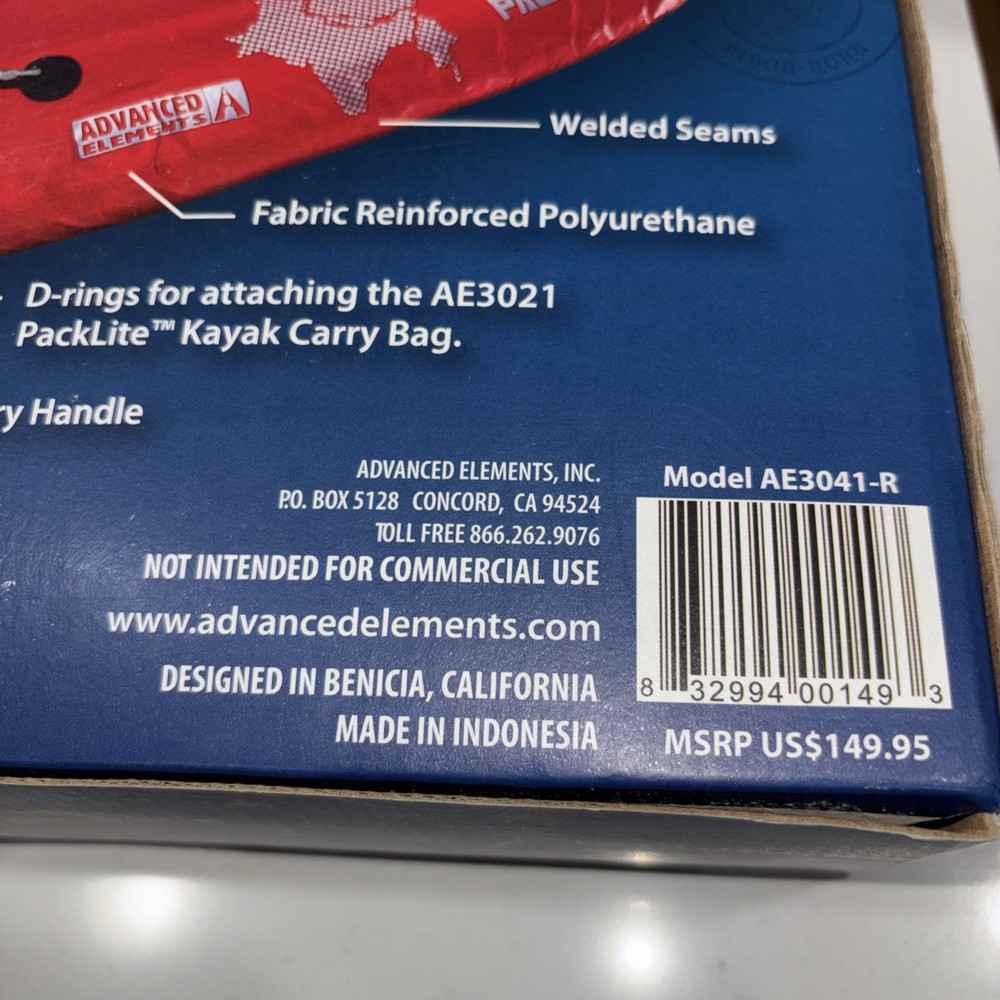 ADVANCED
ELEMENTS
Welded Seams
Fabric Reinforced Polyurethane
D-rings for attaching the AE3021
PackLite™ Kayak Carry Bag.
Handle
ADVANCED ELEMENTS, INC.
P.O. BOX 5128 CONCORD, CA 94524
TOLL FREE 866.262.9076
NOT INTENDED FOR COMMERCIAL USE
www.advancedelements.com
DESIGNED IN BENICIA, CALIFORNIA
MADE IN INDONESIA
Model AE3041-R
8 32994 00149 3
MSRP US$149.95